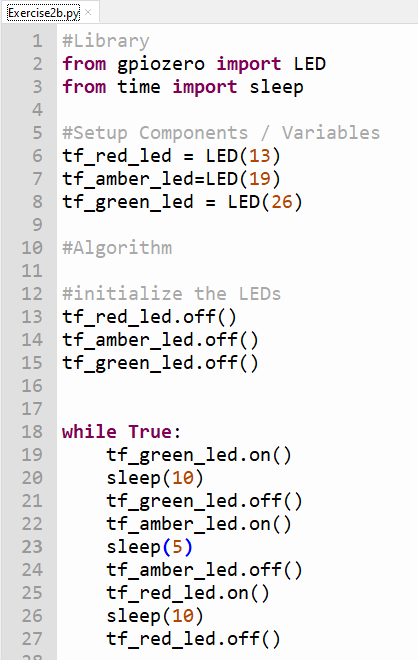 Exercise2b.py ×
1 #Library
2 from gpiozero import LED
3 from time import sleep
4
5 #Setup Components / Variables
6 tf_red_led = LED(13)
7 tf_amber_led=LED(19)
8 tf_green_led = LED(26)
9
10 #Algorithm
11
12 #initialize the LEDs
13 tf_red_led.off()
14 tf_amber_led.off()
15 tf_green_led.off()
16
17
18 while True:
19     tf_green_led.on()
20     sleep(10)
21     tf_green_led.off()
22     tf_amber_led.on()
23     sleep(5)
24     tf_amber_led.off()
25     tf_red_led.on()
26     sleep(10)
27     tf_red_led.off()